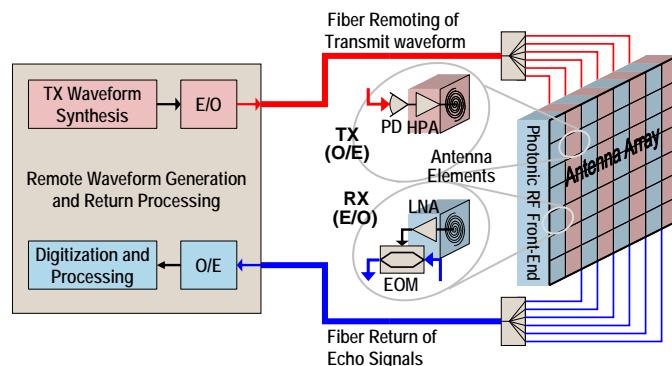 Fiber Remoting of
Transmit waveform
TX Waveform
Synthesis
E/O
PD HPA
TX
(O/E)
Antenna
Elements
Remote Waveform Generation
and Return Processing
RX
(E/O)
LNA
EOM
Digitization and
Processing
O/E
Photonic RF Front-End
Antenna Array
Fiber Return of
Echo Signals